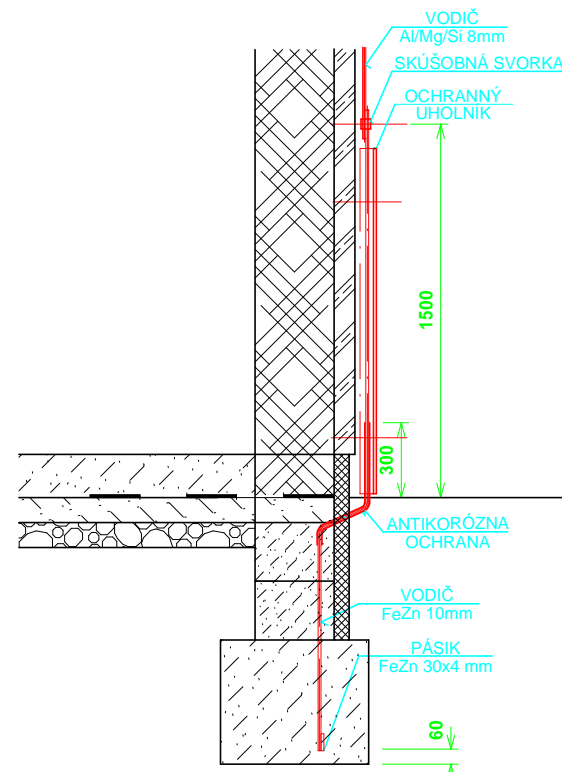 VODIČ
Al/Mg/Si 8mm
SKÚŠOBNÁ SVORKA
OCHRANNÝ
UHOLNÍK
1500
300
ANTIKORÓZNA
OCHRANA
VODIČ
FeZn 10mm
PÁSIK
FeZn 30x4 mm
60